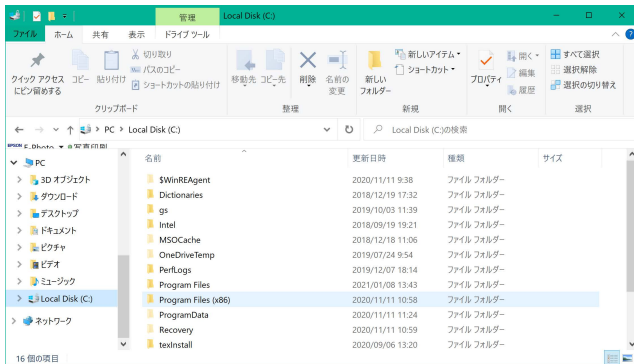 管理 Local Disk (C:)
ファイル ホーム 共有 表示 ドライブ ツール
クイック アクセスにピン留めする
コピー 貼り付け
切り取り
パスのコピー
ショートカットの貼り付け
クリップボード
移動先 コピー先 削除 名前の変更
整理
新しいフォルダー
新しいアイテム
ショートカット
新規
プロパティ
開く
編集
履歴
開く
すべて選択
選択解除
選択の切り替え
選択
PC > Local Disk (C:)
Local Disk (C:)の検索
EPSON E-Photo 写真印刷
PC
3D オブジェクト
ダウンロード
デスクトップ
ドキュメント
ピクチャ
ビデオ
ミュージック
Local Disk (C:)
ネットワーク
名前 更新日時 種類 サイズ
$WinREAgent 2020/11/11 9:38 ファイル フォルダー
Dictionaries 2018/12/19 17:32 ファイル フォルダー
gs 2019/10/03 11:39 ファイル フォルダー
Intel 2018/09/19 19:21 ファイル フォルダー
MSOCache 2018/12/18 11:06 ファイル フォルダー
OneDriveTemp 2019/07/24 9:54 ファイル フォルダー
PerfLogs 2019/12/07 18:14 ファイル フォルダー
Program Files 2021/01/08 13:43 ファイル フォルダー
Program Files (x86) 2020/11/11 10:58 ファイル フォルダー
ProgramData 2020/11/11 11:24 ファイル フォルダー
Recovery 2020/11/11 10:59 ファイル フォルダー
texInstall 2020/09/06 13:20 ファイル フォルダー
16 個の項目